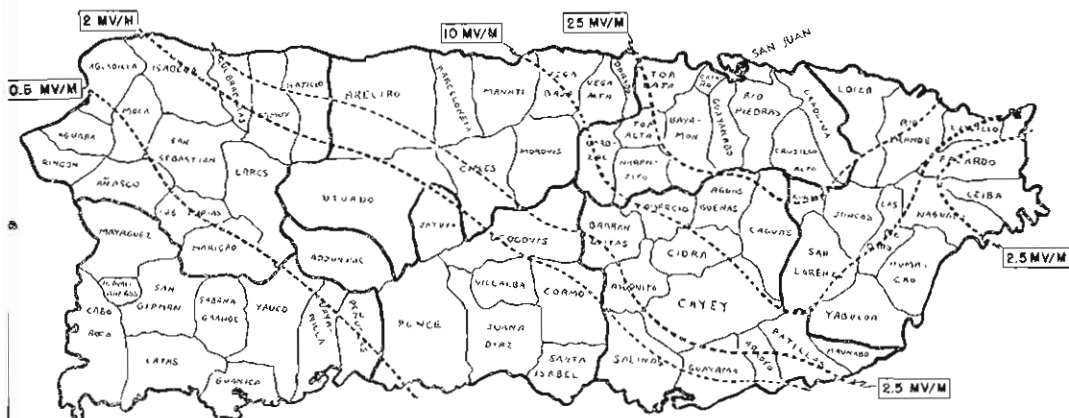 2 MV/M
10 MV/M
25 MV/M
SAN JUAN
0.5 MV/M
AGUADILLA
ISABELA
HATILLO
CAMUY
ARECIBO
BARCELONETA
MANATI
VEGA BAJA
VEGA ALTA
DORADO
TOA BAJA
CATAÑO
GUAYNABO
RIO PIEDRAS
CAROLINA
LOIZA
MOCA
AGUADA
RINCON
SAN SEBASTIAN
LARES
CIALES
MOROVIS
COROZAL
TOA ALTA
BAYAMON
NARANJITO
TRUJILLO ALTO
RIO GRANDE
LUQUILLO
FAJARDO
CEIBA
AÑASCO
LAS MARIAS
UTUADO
JAYUYA
OROCOVIS
BARRANQUITAS
COMERIO
AGUAS BUENAS
CAGUAS
GURABO
JUNCOS
LAS
NAGUABO
MAYAGUEZ
MARICAO
ADJUNTAS
CIDRA
SAN LORENZO
HUMACAO
2.5 MV/M
CABO ROJO
SAN GERMAN
SABANA GRANDE
YAUCO
PONCE
VILLALBA
COAMO
AIBONITO
CAYEY
YABUCOA
LAJAS
GUANICA
JUANA DIAZ
SANTA ISABEL
SALINAS
GUAYAMA
ARROYO
PATILLAS
MAUNABO
2.5 MV/M